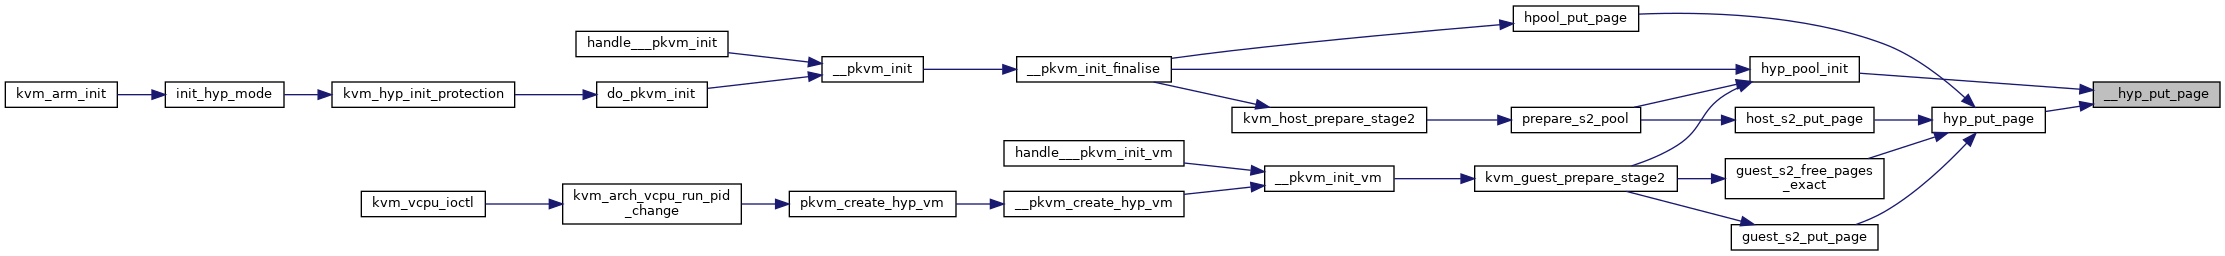 hpool_put_page
handle___pkvm_init
__pkvm_init
__pkvm_init_finalise
hyp_pool_init
kvm_arm_init
init_hyp_mode
kvm_hyp_init_protection
do_pkvm_init
__hyp_put_page
kvm_host_prepare_stage2
prepare_s2_pool
host_s2_put_page
hyp_put_page
handle___pkvm_init_vm
__pkvm_init_vm
kvm_guest_prepare_stage2
guest_s2_free_pages
_exact
kvm_vcpu_ioctl
kvm_arch_vcpu_run_pid
_change
pkvm_create_hyp_vm
__pkvm_create_hyp_vm
guest_s2_put_page